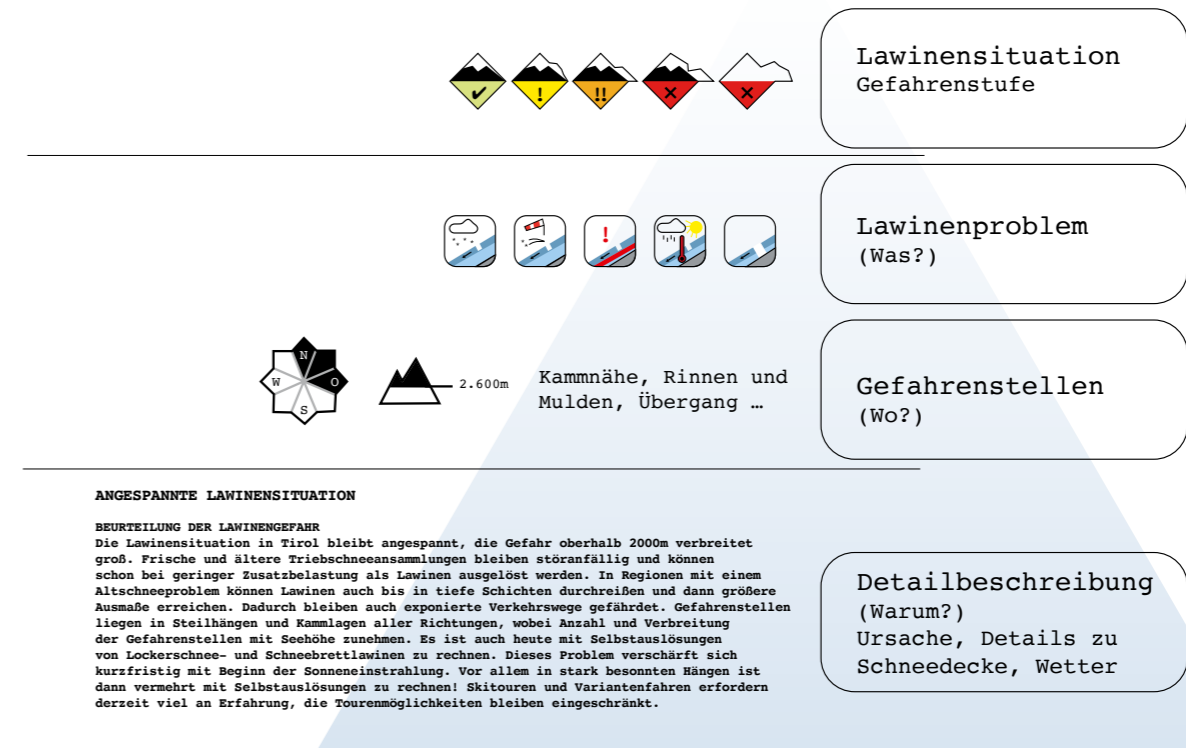 Lawinensituation
Gefahrenstufe
✔ ! !! ✕ ✕
Lawinenproblem
(Was?)
!
N
W
O
S
2.600m
Kammnähe, Rinnen und
Mulden, Übergang …
Gefahrenstellen
(Wo?)
ANGESPANNTE LAWINENSITUATION
BEURTEILUNG DER LAWINENGEFAHR
Die Lawinensituation in Tirol bleibt angespannt, die Gefahr oberhalb 2000m verbreitet
groß. Frische und ältere Triebschneeansammlungen bleiben störanfällig und können
schon bei geringer Zusatzbelastung als Lawinen ausgelöst werden. In Regionen mit einem
Altschneeproblem können Lawinen auch bis in tiefe Schichten durchreißen und dann größere
Ausmaße erreichen. Dadurch bleiben auch exponierte Verkehrswege gefährdet. Gefahrenstellen
liegen in Steilhängen und Kammlagen aller Richtungen, wobei Anzahl und Verbreitung
der Gefahrenstellen mit Seehöhe zunehmen. Es ist auch heute mit Selbstauslösungen
von Lockerschnee- und Schneebrettlawinen zu rechnen. Dieses Problem verschärft sich
kurzfristig mit Beginn der Sonneneinstrahlung. Vor allem in stark besonnten Hängen ist
dann vermehrt mit Selbstauslösungen zu rechnen! Skitouren und Variantenfahren erfordern
derzeit viel an Erfahrung, die Tourenmöglichkeiten bleiben eingeschränkt.
Detailbeschreibung
(Warum?)
Ursache, Details zu
Schneedecke, Wetter